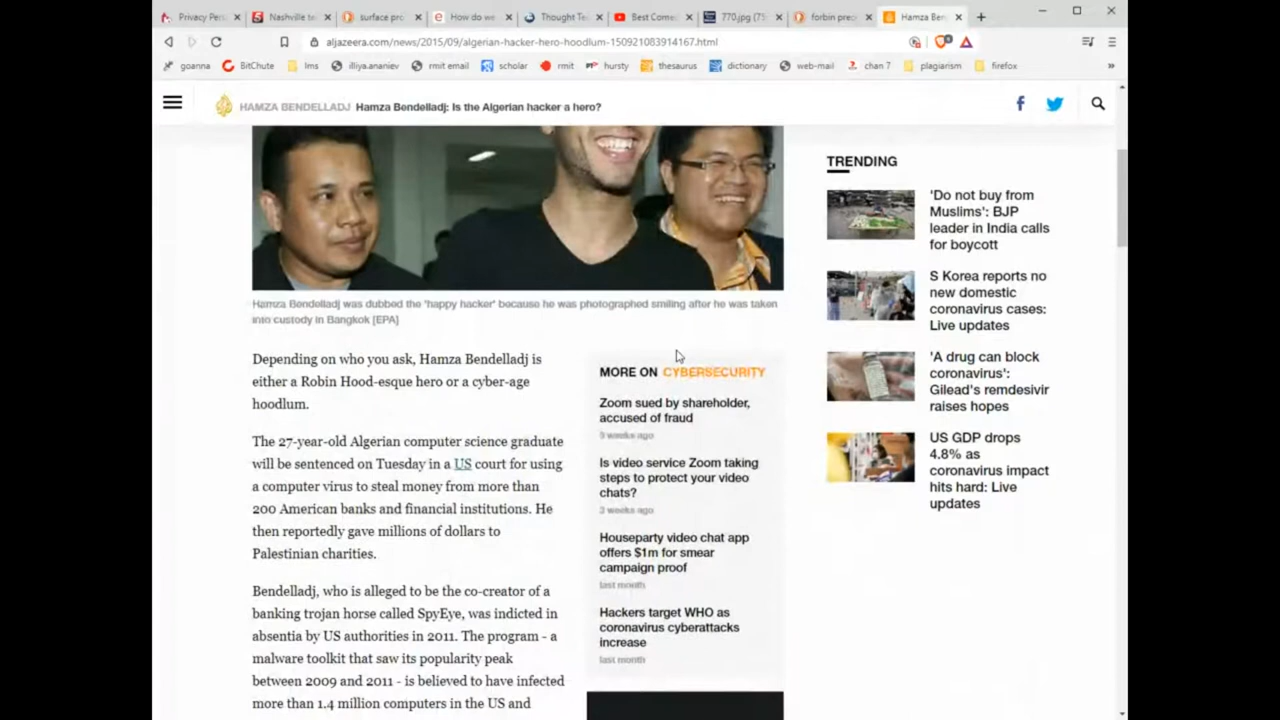 Privacy Pers
Nashville te
surface pro
How do we
Thought Te
Best Come
770.jpg (75
forbin prec
Hamza Ben
aljazeera.com/news/2015/09/algerian-hacker-hero-hoodlum-150921083914167.html
goanna
BitChute
lms
illiya.ananiev
rmit email
scholar
rmit
hursty
thesaurus
dictionary
web-mail
chan 7
plagiarism
firefox
HAMZA BENDELLADJ Hamza Bendelladj: Is the Algerian hacker a hero?
Hamza Bendelladj was dubbed the 'happy hacker' because he was photographed smiling after he was taken
into custody in Bangkok [EPA]
Depending on who you ask, Hamza Bendelladj is
either a Robin Hood-esque hero or a cyber-age
hoodlum.
The 27-year-old Algerian computer science graduate
will be sentenced on Tuesday in a US court for using
a computer virus to steal money from more than
200 American banks and financial institutions. He
then reportedly gave millions of dollars to
Palestinian charities.
Bendelladj, who is alleged to be the co-creator of a
banking trojan horse called SpyEye, was indicted in
absentia by US authorities in 2011. The program - a
malware toolkit that saw its popularity peak
between 2009 and 2011 - is believed to have infected
more than 1.4 million computers in the US and
MORE ON CYBERSECURITY
Zoom sued by shareholder,
accused of fraud
3 weeks ago
Is video service Zoom taking
steps to protect your video
chats?
3 weeks ago
Houseparty video chat app
offers $1m for smear
campaign proof
last month
Hackers target WHO as
coronavirus cyberattacks
increase
last month
TRENDING
'Do not buy from
Muslims': BJP
leader in India calls
for boycott
S Korea reports no
new domestic
coronavirus cases:
Live updates
'A drug can block
coronavirus':
Gilead's remdesivir
raises hopes
US GDP drops
4.8% as
coronavirus impact
hits hard: Live
updates